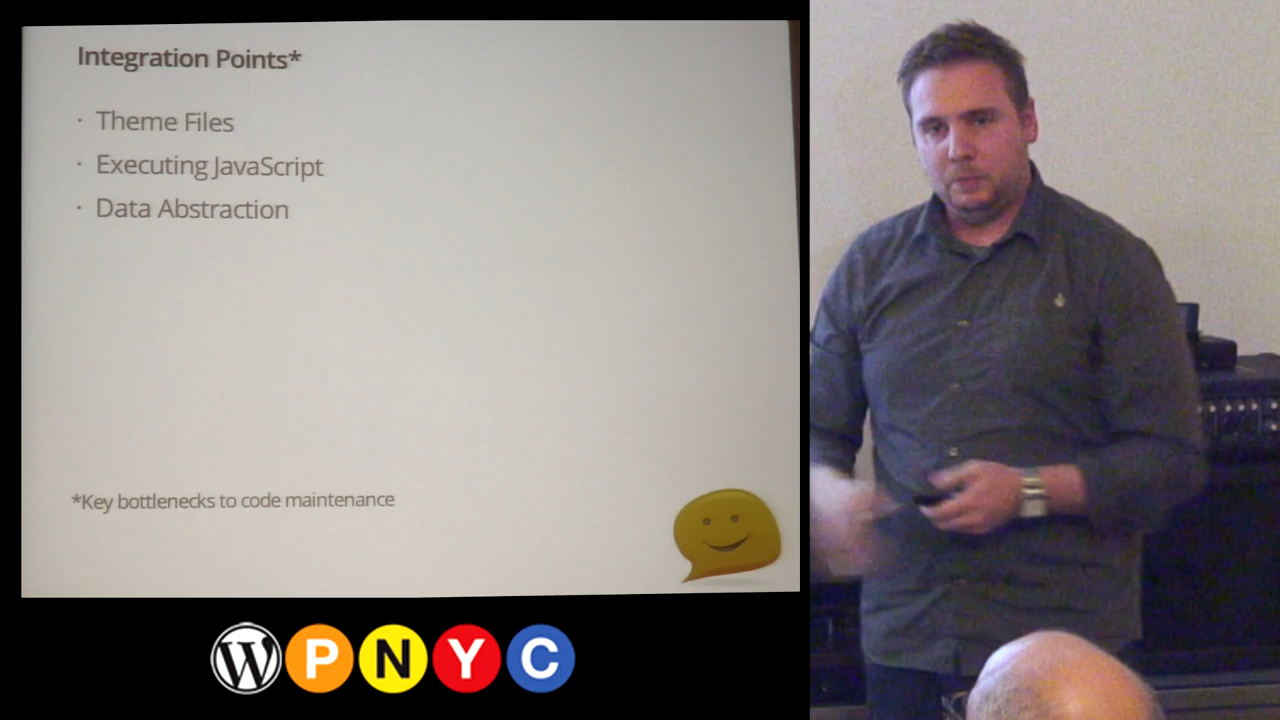 Integration Points*
· Theme Files
· Executing JavaScript
· Data Abstraction
*Key bottlenecks to code maintenance
W P N Y C